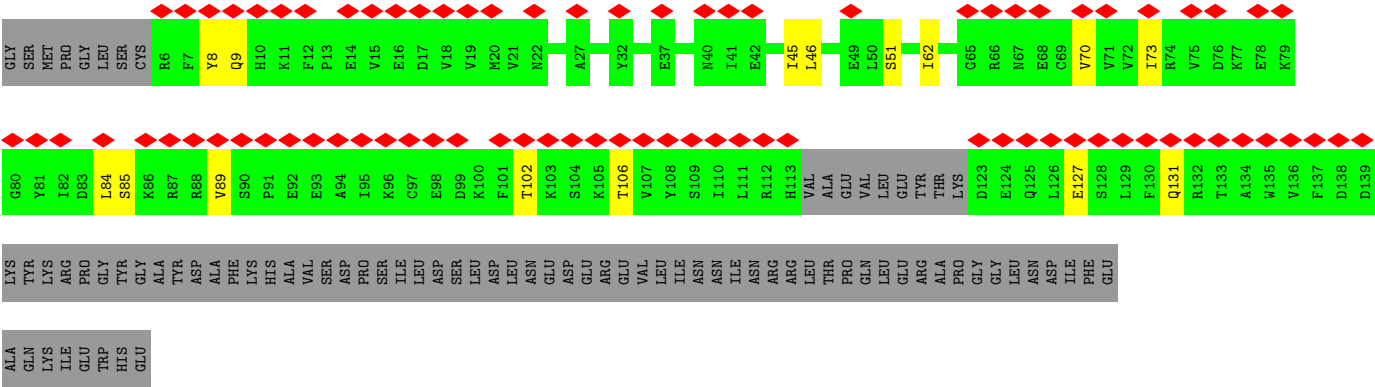 GLY SER MET PRO GLY LEU SER CYS R6 F7 Y8 Q9 H10 K11 F12 P13 E14 V15 E16 D17 V18 V19 M20 V21 N22 A27 Y32 E37 N40 I41 E42 I45 L46 E49 L50 S51 I62 G65 R66 N67 E68 C69 V70 V71 V72 I73 R74 V75 D76 K77 E78 K79
G80 Y81 I82 D83 L84 S85 K86 R87 R88 V89 S90 P91 E92 E93 A94 I95 K96 C97 E98 D99 K100 F101 T102 K103 S104 K105 T106 V107 Y108 S109 I110 L111 R112 H113 VAL ALA GLU VAL LEU GLU TYR THR LYS D123 E124 Q125 L126 E127 S128 L129 F130 Q131 R132 T133 A134 W135 V136 F137 D138 D139
LYS TYR LYS ARG PRO GLY TYR GLY ALA TYR ASP ALA PHE LYS HIS ALA VAL SER ASP PRO SER ILE LEU ASP SER LEU ASP LEU ASN GLU ASP GLU ARG GLU VAL LEU ILE ASN ASN ILE ASN ARG ARG LEU THR PRO GLN LEU GLU ARG ALA PRO GLY GLY LEU ASN ASP ILE PHE GLU
ALA GLN LYS ILE GLU TRP HIS GLU